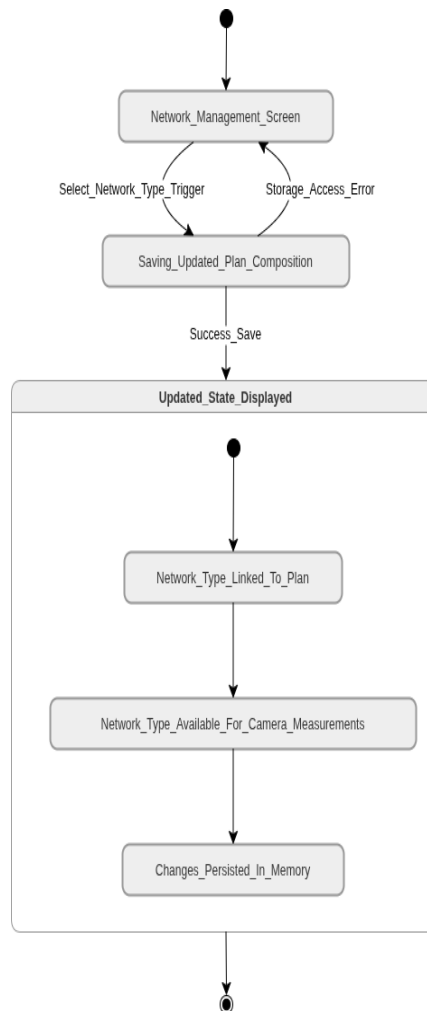 Network_Management_Screen
Select_Network_Type_Trigger
Storage_Access_Error
Saving_Updated_Plan_Composition
Success_Save
Updated_State_Displayed
Network_Type_Linked_To_Plan
Network_Type_Available_For_Camera_Measurements
Changes_Persisted_In_Memory